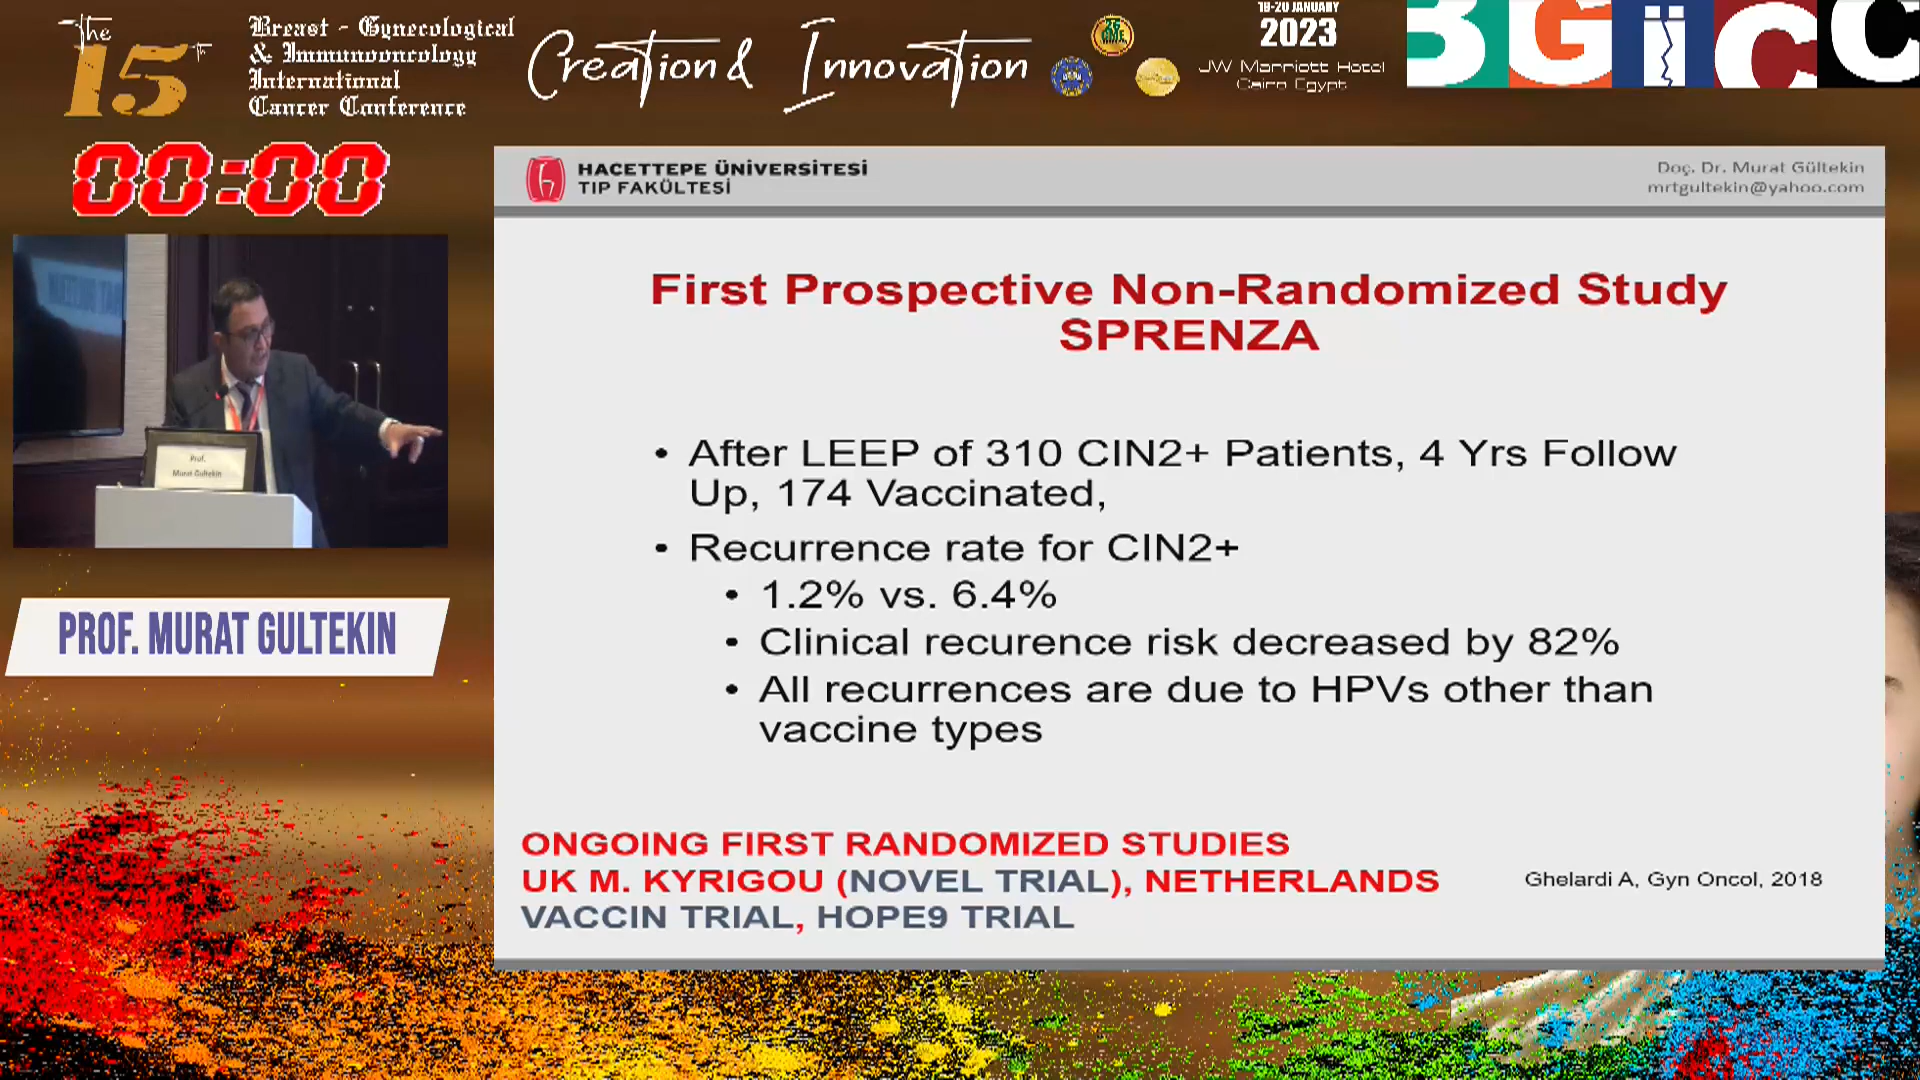 The
15th
Breast - Gynecological
& Immunooncology
International
Cancer Conference
Creation & Innovation
19-20 JANUARY
2023
JW Marriott Hotel
Cairo Egypt
BGICC
00:00
HACETTEPE ÜNİVERSİTESİ
TIP FAKÜLTESİ
Doç. Dr. Murat Gültekin
mrtgultekin@yahoo.com
First Prospective Non-Randomized Study
SPRENZA
• After LEEP of 310 CIN2+ Patients, 4 Yrs Follow
Up, 174 Vaccinated,
• Recurrence rate for CIN2+
• 1.2% vs. 6.4%
• Clinical recurence risk decreased by 82%
• All recurrences are due to HPVs other than
vaccine types
ONGOING FIRST RANDOMIZED STUDIES
UK M. KYRIGOU (NOVEL TRIAL), NETHERLANDS
VACCIN TRIAL, HOPE9 TRIAL
Ghelardi A, Gyn Oncol, 2018
Prof.
Murat Gultekin
PROF. MURAT GULTEKIN